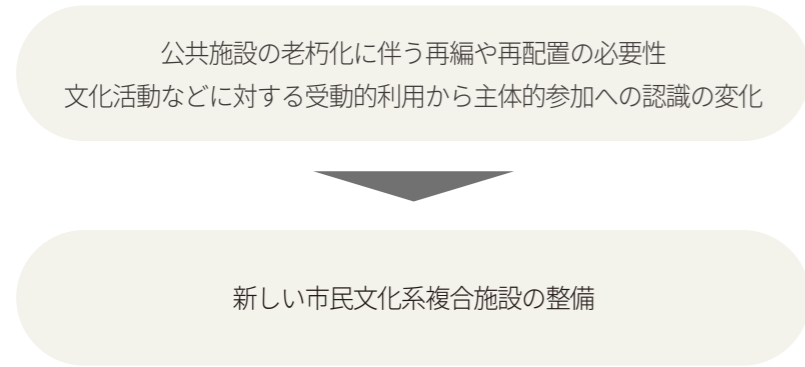 公共施設の老朽化に伴う再編や再配置の必要性
文化活動などに対する受動的利用から主体的参加への認識の変化
新しい市民文化系複合施設の整備